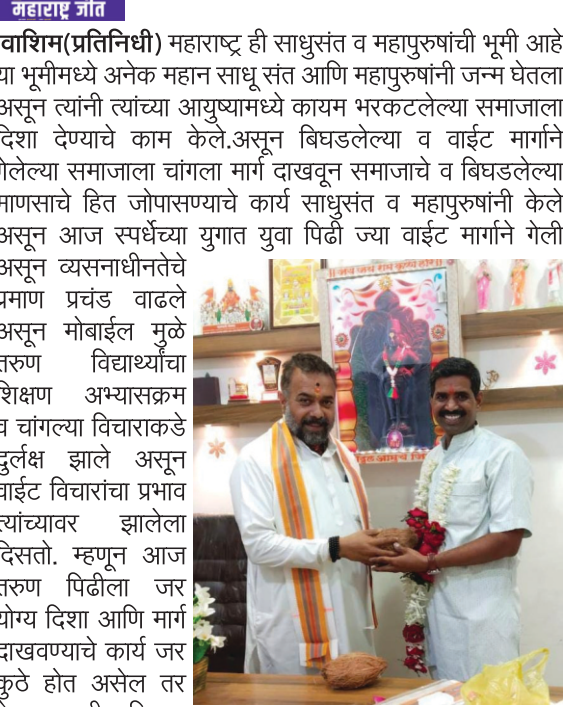 महाराष्ट्र जोत
वाशिम(प्रतिनिधी) महाराष्ट्र ही साधुसंत व महापुरुषांची भूमी आहे
या भूमीमध्ये अनेक महान साधू संत आणि महापुरुषांनी जन्म घेतला
असून त्यांनी त्यांच्या आयुष्यामध्ये कायम भरकटलेल्या समाजाला
दिशा देण्याचे काम केले.असून बिघडलेल्या व वाईट मार्गाने
गेलेल्या समाजाला चांगला मार्ग दाखवून समाजाचे व बिघडलेल्या
माणसाचे हित जोपासण्याचे कार्य साधुसंत व महापुरुषांनी केले
असून आज स्पर्धेच्या युगात युवा पिढी ज्या वाईट मार्गाने गेली
असून व्यसनाधीनतेचे
प्रमाण प्रचंड वाढले
असून मोबाईल मुळे
तरुण विद्यार्थ्यांचा
शिक्षण अभ्यासक्रम
व चांगल्या विचाराकडे
दुर्लक्ष झाले असून
वाईट विचारांचा प्रभाव
त्यांच्यावर झालेला
दिसतो. म्हणून आज
तरुण पिढीला जर
योग्य दिशा आणि मार्ग
दाखवण्याचे कार्य जर
कुठे होत असेल तर
॥जय जय राम कृष्ण हरि॥